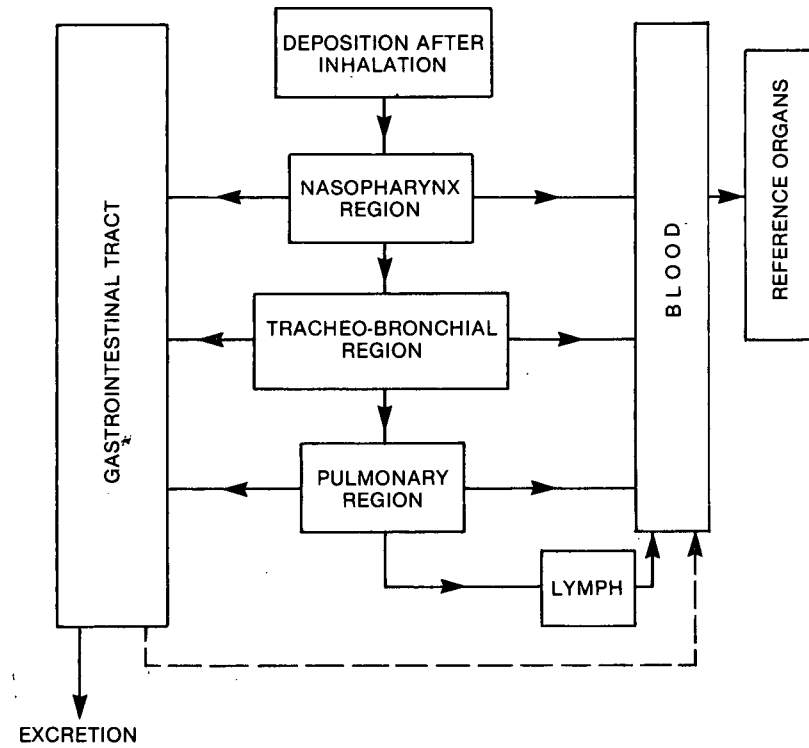 DEPOSITION AFTER
INHALATION
NASOPHARYNX
REGION
TRACHEO-BRONCHIAL
REGION
PULMONARY
REGION
LYMPH
GASTROINTESTINAL TRACT
BLOOD
REFERENCE ORGANS
EXCRETION